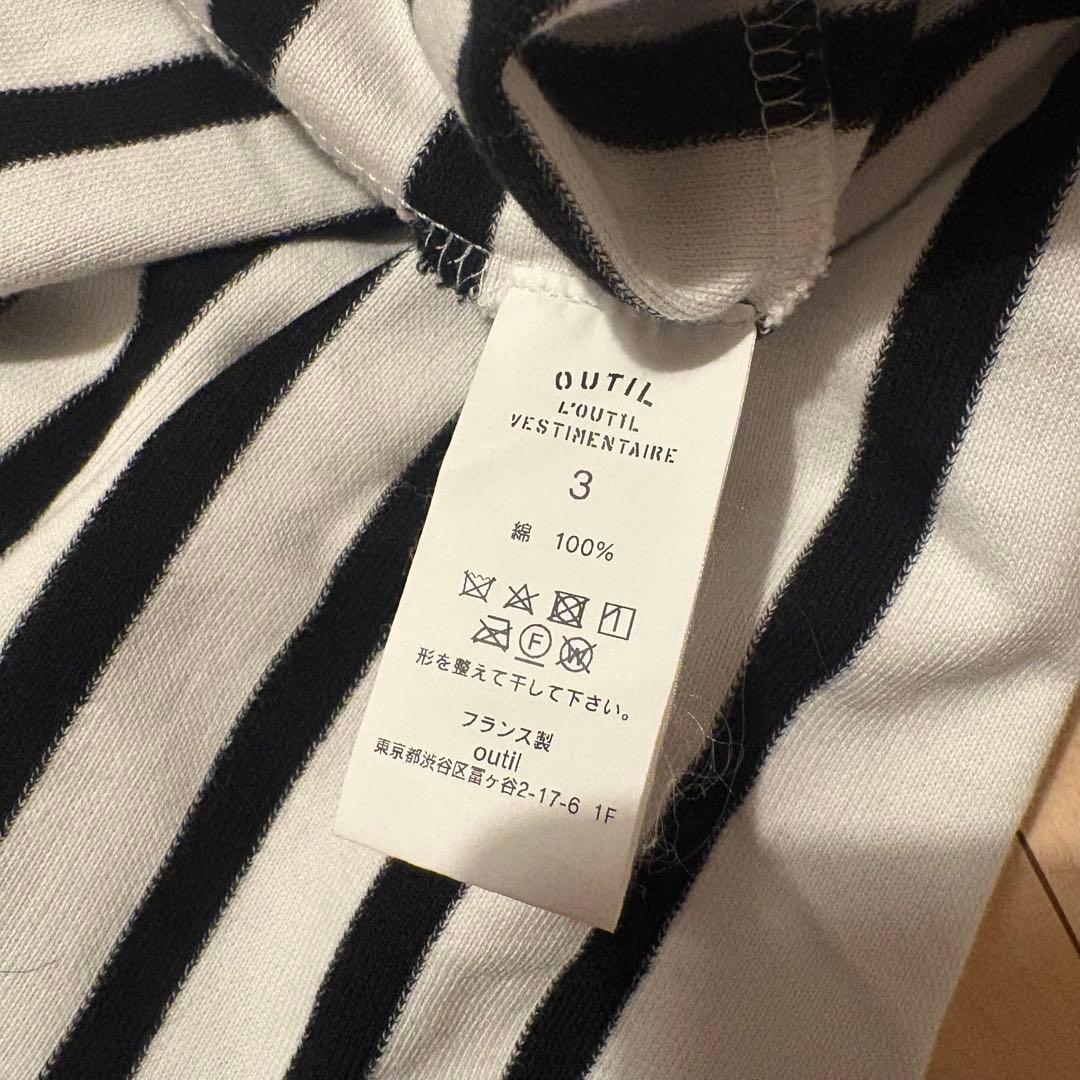 OUTIL
L'OUTIL
VESTIMENTAIRE
3
綿 100%
F W
形を整えて干して下さい。
フランス製
outil
東京都渋谷区富ヶ谷2-17-6 1F